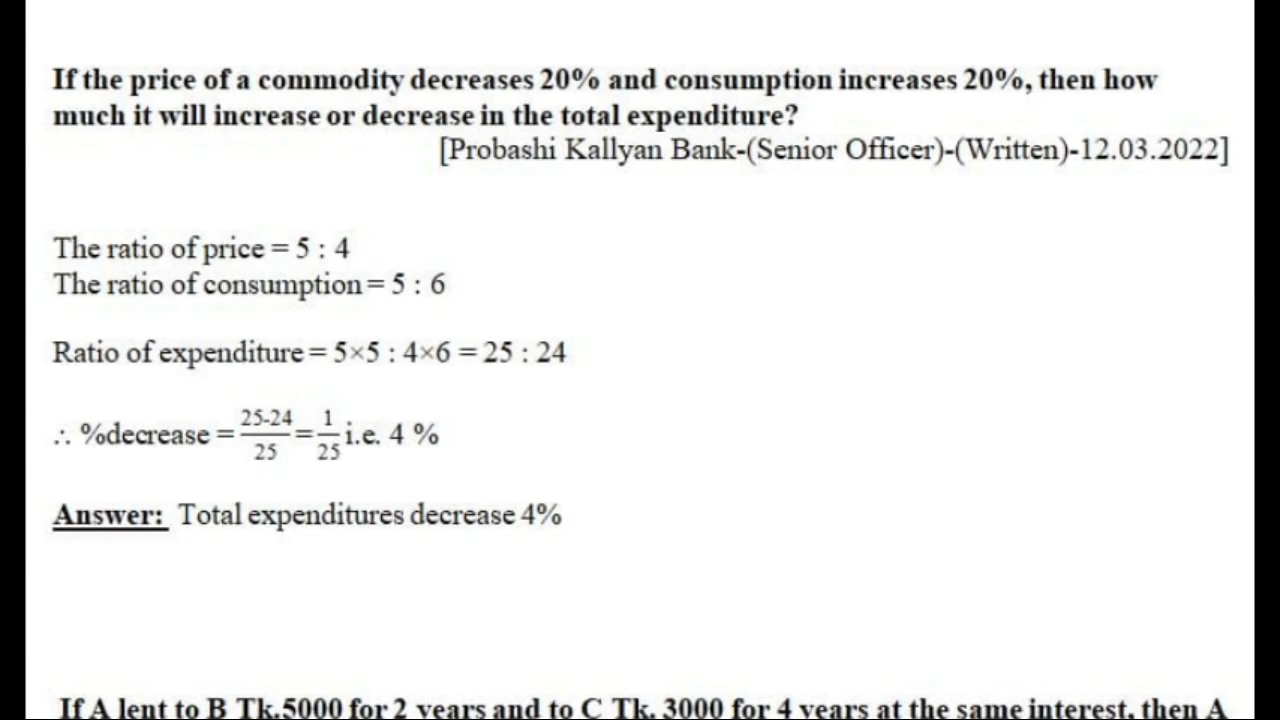 If the price of a commodity decreases 20% and consumption increases 20%, then how
much it will increase or decrease in the total expenditure?
[Probashi Kallyan Bank-(Senior Officer)-(Written)-12.03.2022]
The ratio of price = 5 : 4
The ratio of consumption = 5 : 6
Ratio of expenditure = 5×5 : 4×6 = 25 : 24
∴ %decrease = 25-24/25 = 1/25 i.e. 4 %
Answer: Total expenditures decrease 4%
If A lent to B Tk.5000 for 2 years and to C Tk. 3000 for 4 years at the same interest, then A